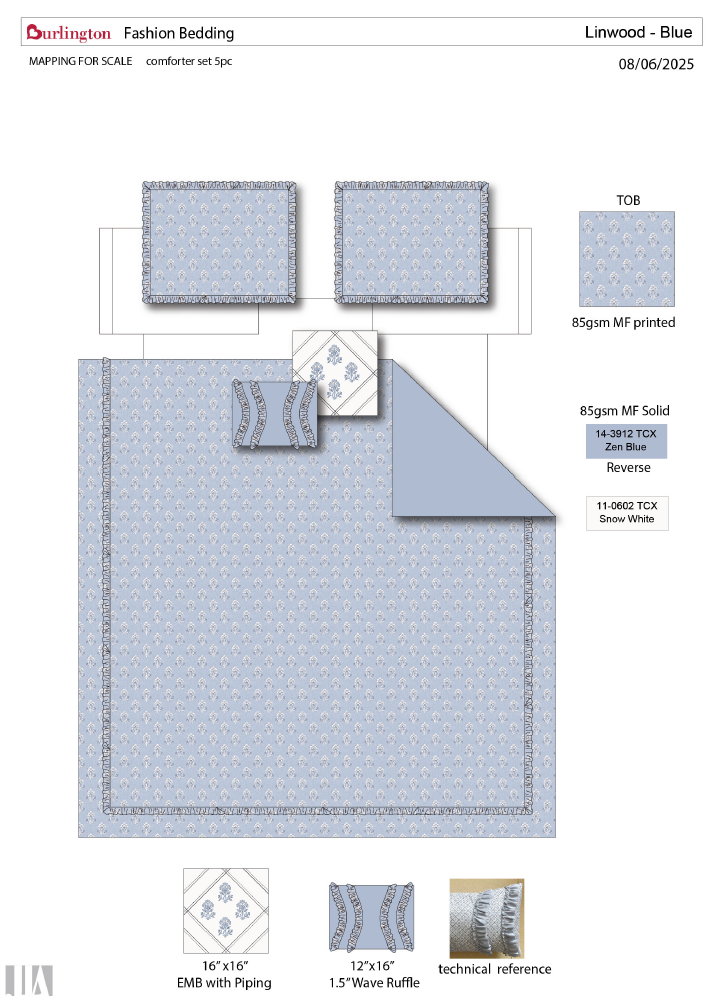 Burlington Fashion Bedding
Linwood - Blue
MAPPING FOR SCALE comforter set 5pc
08/06/2025
TOB
85gsm MF printed
85gsm MF Solid
14-3912 TCX
Zen Blue
Reverse
11-0602 TCX
Snow White
16"x16"
EMB with Piping
12"x16"
1.5"Wave Ruffle
technical reference